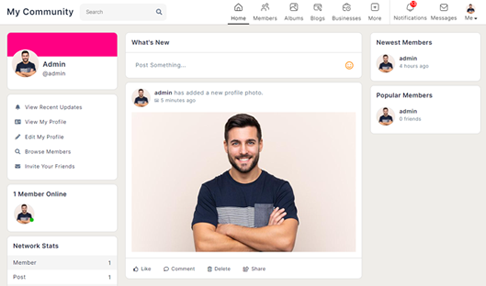 My Community
Search
Home
Members
Albums
Blogs
Businesses
More
Notifications
Messages
Me
Admin
@admin
View Recent Updates
View My Profile
Edit My Profile
Browse Members
Invite Your Friends
1 Member Online
Network Stats
Member 1
Post 1
What's New
Post Something...
admin has added a new profile photo.
5 minutes ago
Like
Comment
Delete
Share
Newest Members
admin
4 hours ago
Popular Members
admin
0 friends